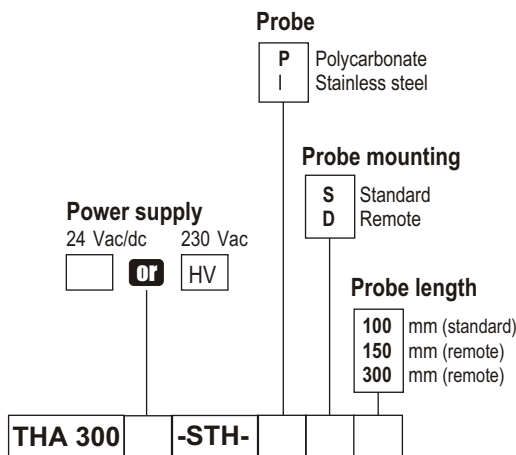 Probe
P Polycarbonate
I Stainless steel
Probe mounting
S Standard
D Remote
Power supply
24 Vac/dc 230 Vac
or HV
Probe length
100 mm (standard)
150 mm (remote)
300 mm (remote)
THA 300 -STH-